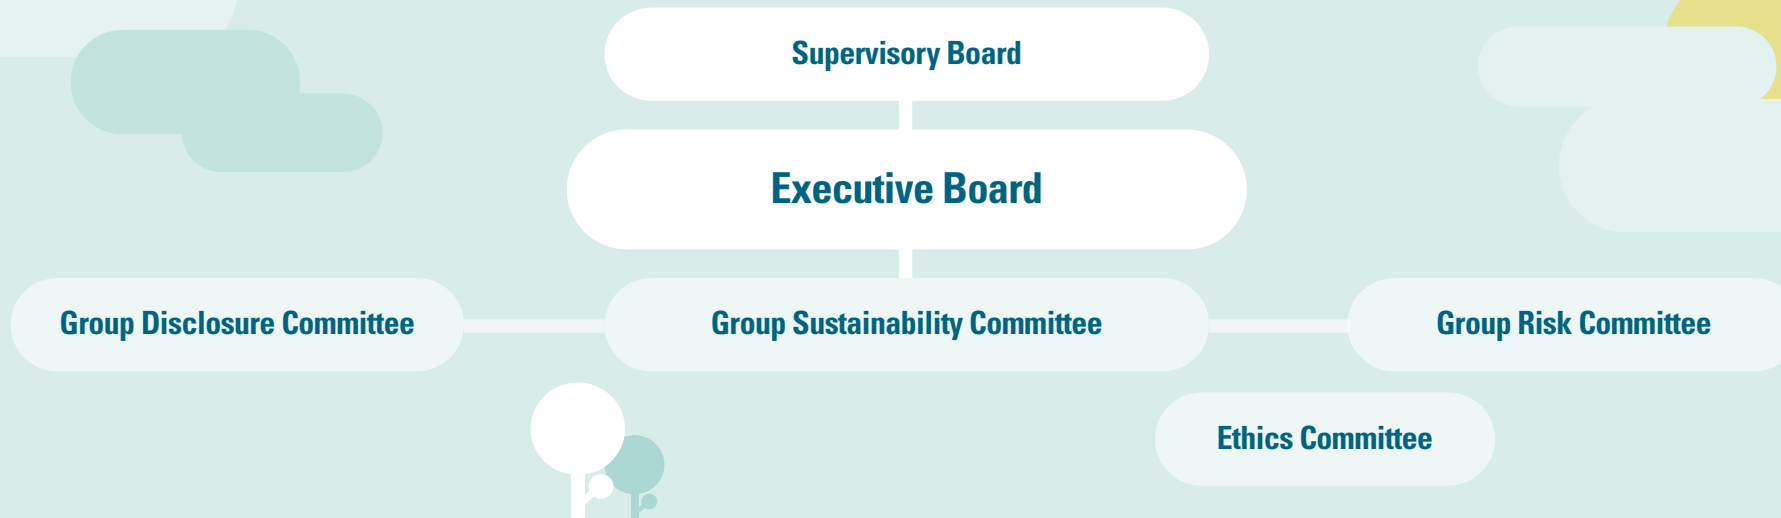 Supervisory Board
Executive Board
Group Disclosure Committee
Group Sustainability Committee
Group Risk Committee
Ethics Committee